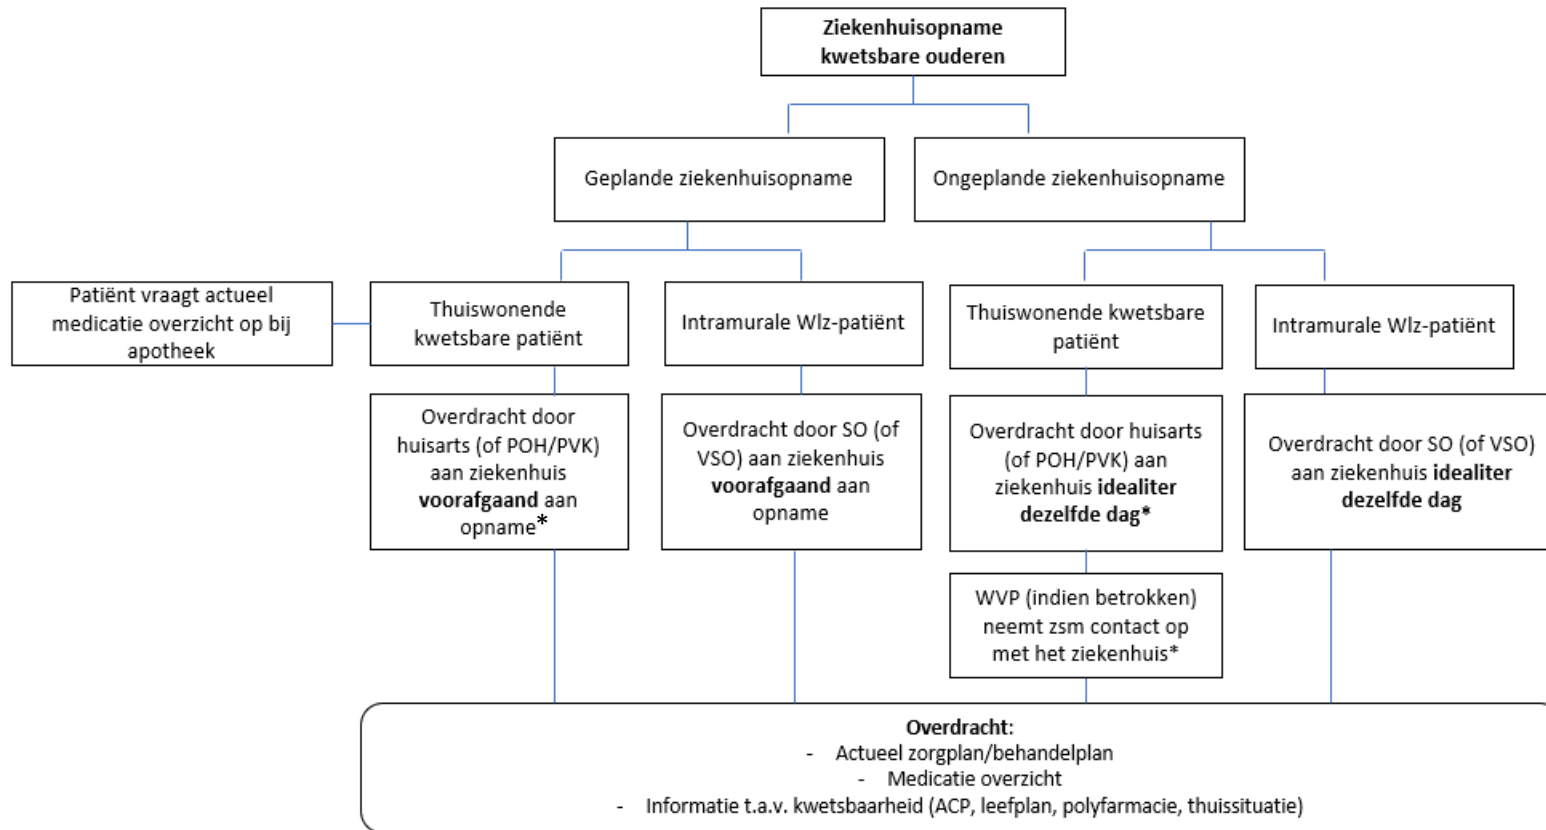 Ziekenhuisopname
kwetsbare ouderen
Geplande ziekenhuisopname
Ongeplande ziekenhuisopname
Patiënt vraagt actueel
medicatie overzicht op bij
apotheek
Thuiswonende
kwetsbare patiënt
Intramurale Wlz-patiënt
Thuiswonende kwetsbare
patiënt
Intramurale Wlz-patiënt
Overdracht door
huisarts (of POH/PVK)
aan ziekenhuis
voorafgaand aan
opname*
Overdracht door SO (of
VSO) aan ziekenhuis
voorafgaand aan
opname
Overdracht door huisarts
(of POH/PVK) aan
ziekenhuis idealiter
dezelfde dag*
Overdracht door SO (of VSO)
aan ziekenhuis idealiter
dezelfde dag
WVP (indien betrokken)
neemt zsm contact op
met het ziekenhuis*
Overdracht:
- Actueel zorgplan/behandelplan
- Medicatie overzicht
- Informatie t.a.v. kwetsbaarheid (ACP, leefplan, polyfarmacie, thuissituatie)